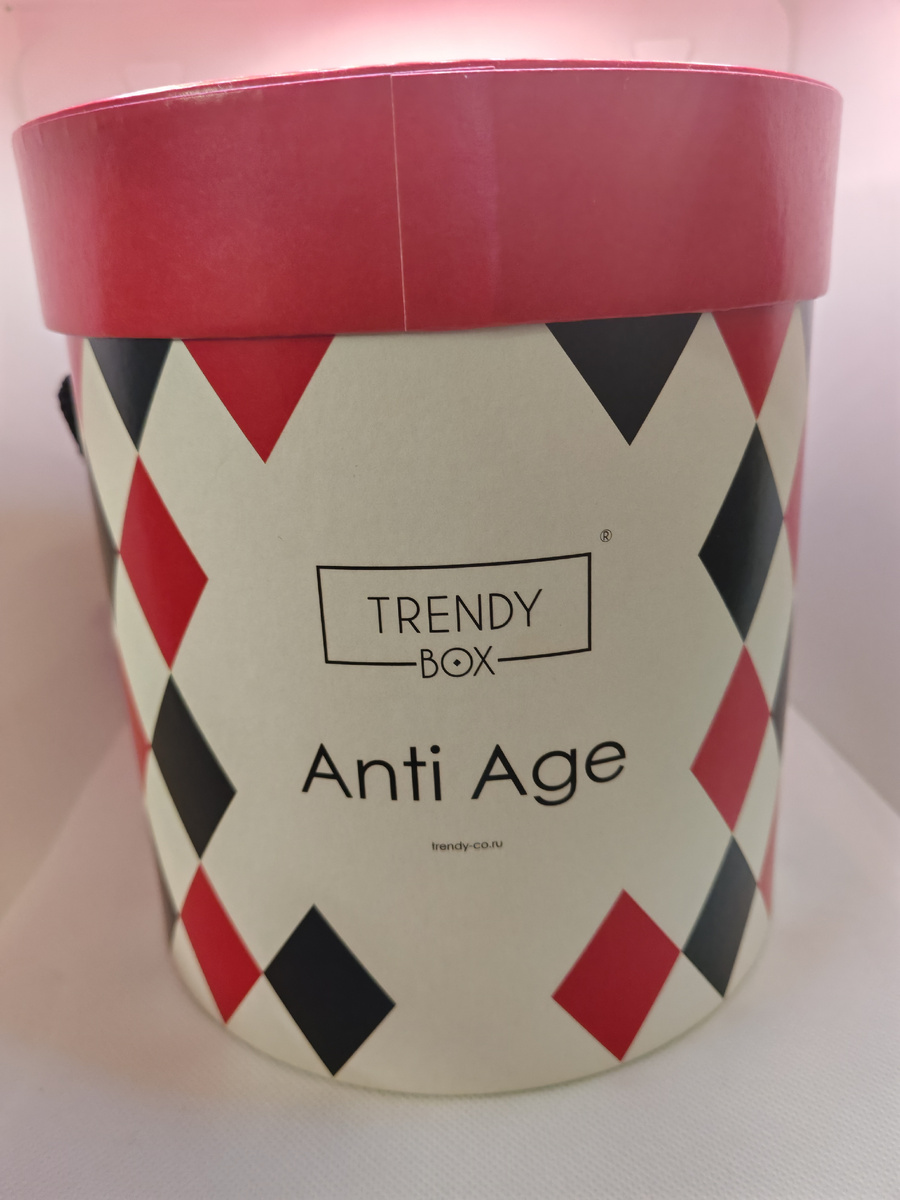 ®
TRENDY
BOX
Anti Age
trendy-co.ru